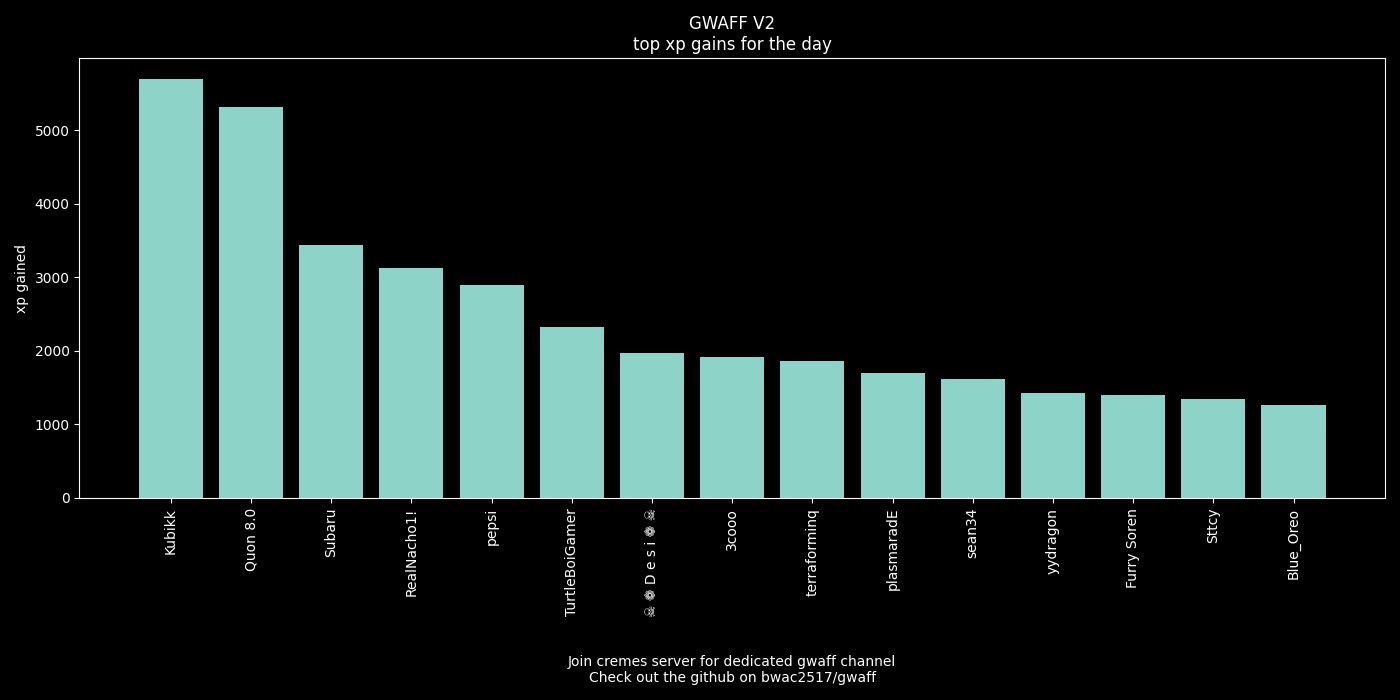 GWAFF V2
top xp gains for the day
xp gained
5000
4000
3000
2000
1000
0
Kubikk
Quon 8.0
Subaru
RealNacho1!
pepsi
TurtleBoiGamer
☠ ❁ D e s i ❁ ☠
3cooo
terraforminq
plasmaradE
sean34
yydragon
Furry Soren
Sttcy
Blue_Oreo
Join cremes server for dedicated gwaff channel
Check out the github on bwac2517/gwaff